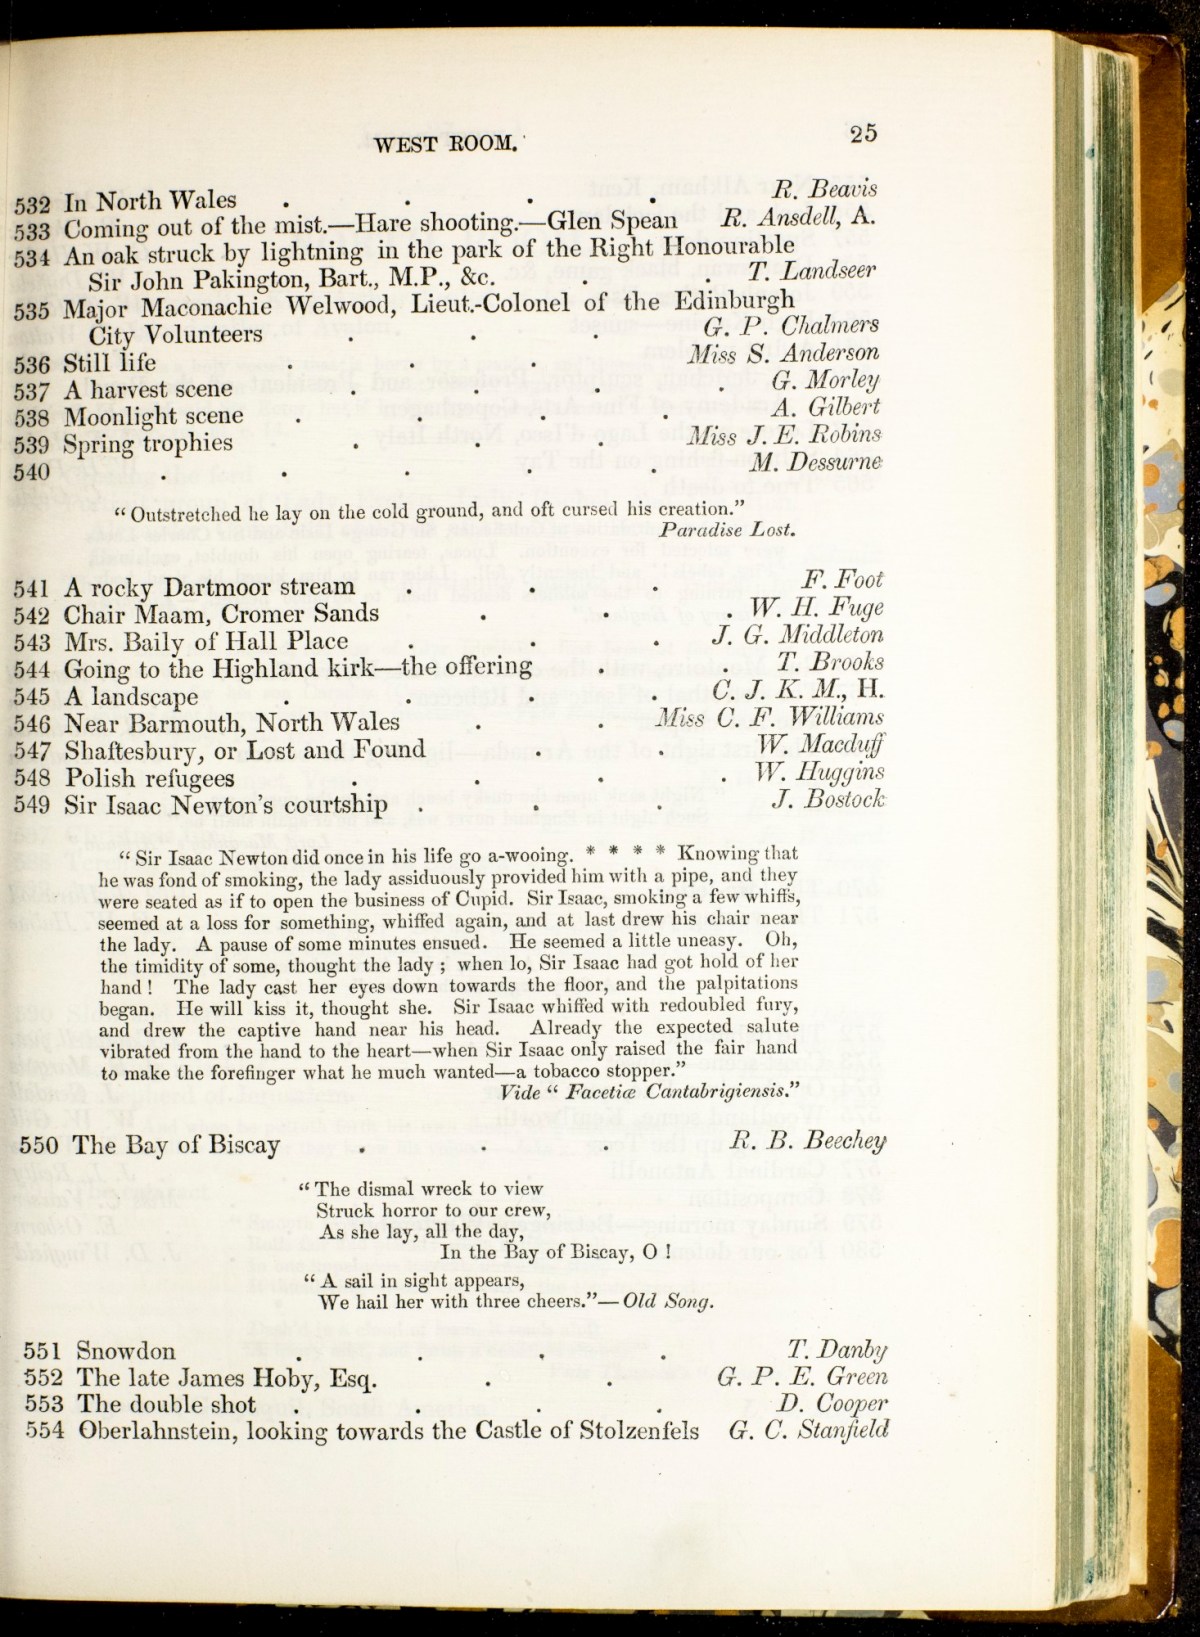 WEST ROOM. 25
532 In North Wales . . . . R. Beavis
533 Coming out of the mist.—Hare shooting.—Glen Spean R. Ansdell, A.
534 An oak struck by lightning in the park of the Right Honourable
Sir John Pakington, Bart., M.P., &c. . . T. Landseer
535 Major Maconachie Welwood, Lieut.-Colonel of the Edinburgh
City Volunteers . . . G. P. Chalmers
536 Still life . . . Miss S. Anderson
537 A harvest scene . . . . G. Morley
538 Moonlight scene . . . . A. Gilbert
539 Spring trophies . . . Miss J. E. Robins
540 . . . . . M. Dessurne
“Outstretched he lay on the cold ground, and oft cursed his creation.”
Paradise Lost.
541 A rocky Dartmoor stream . . . F. Foot
542 Chair Maam, Cromer Sands . . . W. H. Fuge
543 Mrs. Baily of Hall Place . . . J. G. Middleton
544 Going to the Highland kirk—the offering . T. Brooks
545 A landscape . . . . C. J. K. M., H.
546 Near Barmouth, North Wales . . Miss C. F. Williams
547 Shaftesbury, or Lost and Found . . W. Macduff
548 Polish refugees . . . . W. Huggins
549 Sir Isaac Newton’s courtship . . . J. Bostock
“Sir Isaac Newton did once in his life go a-wooing. * * * * Knowing that
he was fond of smoking, the lady assiduously provided him with a pipe, and they
were seated as if to open the business of Cupid. Sir Isaac, smoking a few whiffs,
seemed at a loss for something, whiffed again, and at last drew his chair near
the lady. A pause of some minutes ensued. He seemed a little uneasy. Oh,
the timidity of some, thought the lady; when lo, Sir Isaac had got hold of her
hand! The lady cast her eyes down towards the floor, and the palpitations
began. He will kiss it, thought she. Sir Isaac whiffed with redoubled fury,
and drew the captive hand near his head. Already the expected salute
vibrated from the hand to the heart—when Sir Isaac only raised the fair hand
to make the forefinger what he much wanted—a tobacco stopper.”
Vide “Facetiæ Cantabrigiensis.”
550 The Bay of Biscay . . . R. B. Beechey
“The dismal wreck to view
Struck horror to our crew,
As she lay, all the day,
In the Bay of Biscay, O!
“A sail in sight appears,
We hail her with three cheers.”—Old Song.
551 Snowdon . . . . T. Danby
552 The late James Hoby, Esq. . . G. P. E. Green
553 The double shot . . . . D. Cooper
554 Oberlahnstein, looking towards the Castle of Stolzenfels G. C. Stanfield